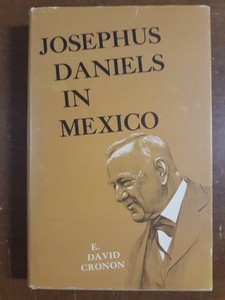 JOSEPHUS
DANIELS
IN
MEXICO
E.
DAVID
CRONON